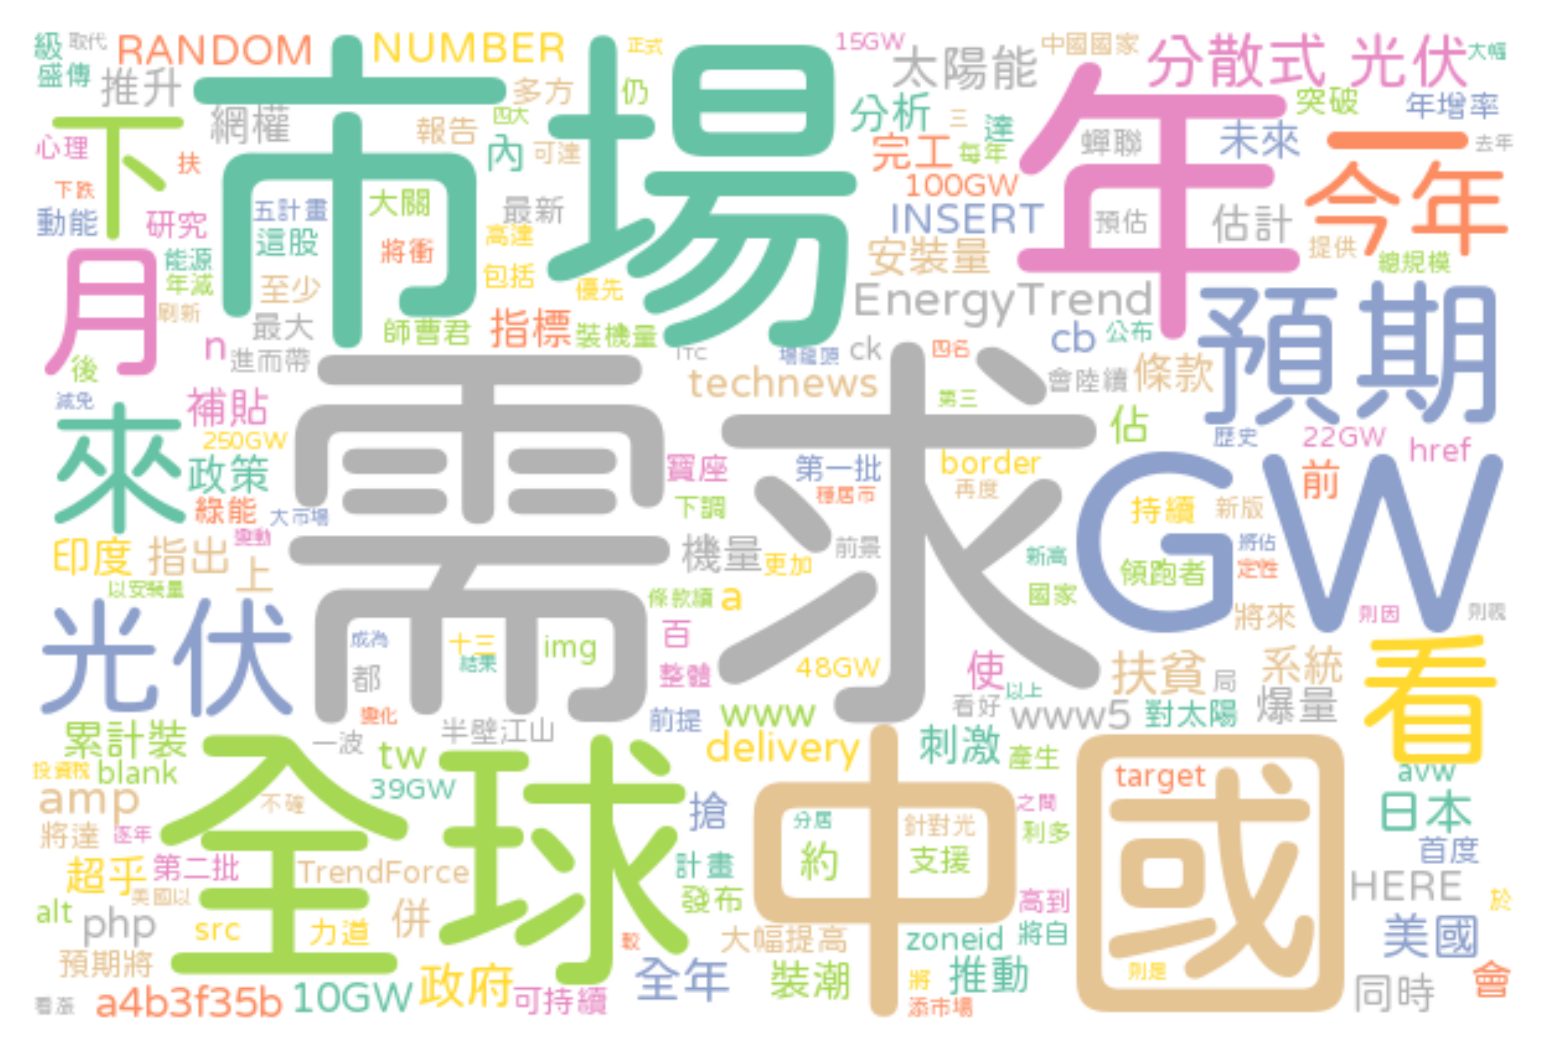 級 取代 RANDOM NUMBER 正式 15GW 太陽能 中國國家 分散式 光伏 大幅
盛傳 推升 市場 多方 仍 年 突破 年增率
下 網權 報告 四大 內 可達 分析 三 達 蟬聯 未來 一 去年
心理 扶 完工 每年 今年
下跌 動能 研究 五計畫 大關 最新 100GW INSERT 預估 估計
這股 將衝 高達 安裝量 提供 總規模
月 能源 年減 刷新 至少 包括 優先 EnergyTrend 預期
最大 師曹君 指標 裝機量 n 進而帶 ITC 場龍頭 ck 四名 cb 公布
後 technews 會陸續 條款
減免 補貼 第三 佔
來 250GW 需求 歷史 22GW href
政策 寶座 第一批 border 前
綠能 大市場 下調 種居市 再度 GW 持續 新版
印度 指出 變動 上 機量 更加 前景 新高 將佔 領跑者 定性
以安裝量 條款續 a 國家 將來 則因 則視
光伏 成為 十三 結果 img 百 看
都 整體 48GW 使 以上 扶貧 局 系統
變化 半壁江山 前提 www 看好 www5 對太陽 爆量
累計裝 一波 tw delivery 刺激 產生
投資稅 blank 39GW target avw
amp 全球 不確 搶 中國 之間 日本
將達 逐年 分居 針對光 利多 首度
超乎 第二批 TrendForce 計畫 約 支援 HERE
alt 美國以 發布 高到 於
php src 力道 併 較 大幅提高 zoneid 將自 美國
預期將 政府 全年 裝潮 將 推動 則是 同時 會
看漲 a4b3f35b 10GW 可持續 添市場